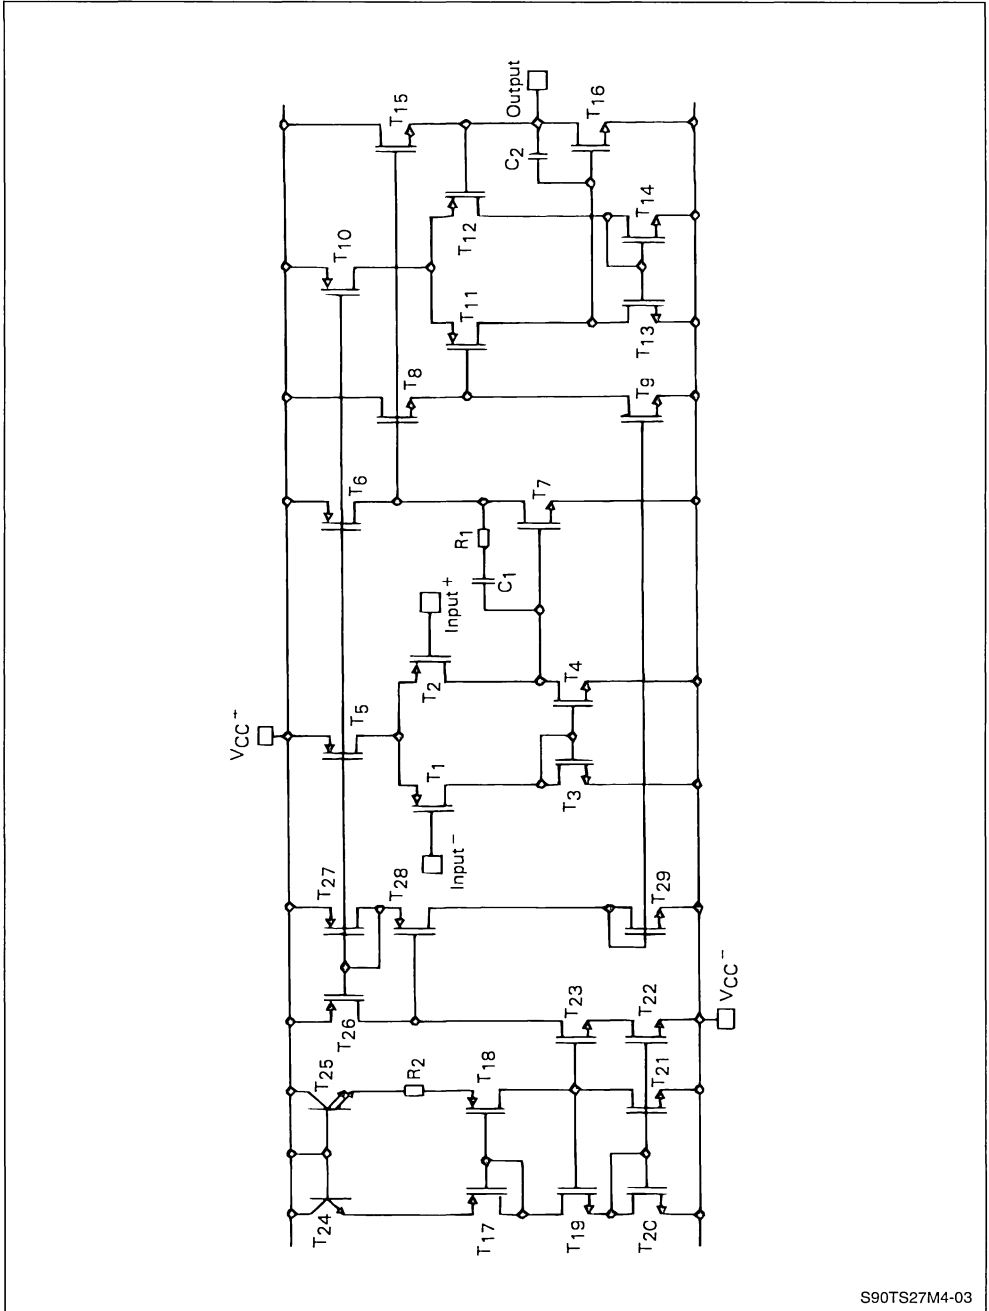 VCC+
T24
T25
T26
T27
T28
R2
T17
T18
T19
T23
T20
T21
T22
T29
VCC-
Input-
Input+
T5
T1
T2
T3
T4
C1
R1
T6
T7
T8
T9
T10
T11
T12
T13
T14
T15
T16
C2
Output
S90TS27M4-03